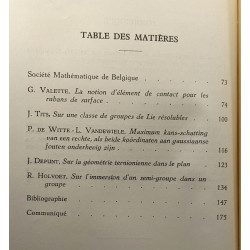 TABLE DES MATIÈRES
Société Mathématique de Belgique 73
G. VALETTE. La notion d'élément de contact pour les
rubans de surface 74
J. TITS. Sur une classe de groupes de Lie résolubles 100
P. DE WITTE - L. VANDEWIELE. Maximum kans-schatting
van een rechte, als beide koördinaten aan gaussiaanse
fouten onderhevig zijn 116
J. DEPUNT. Sur la géométrie ternionienne dans le plan 123
R. HOLVOET. Sur l'immersion d'un semi-groupe dans un
groupe 134
Bibliographie 147
Communiqué 175